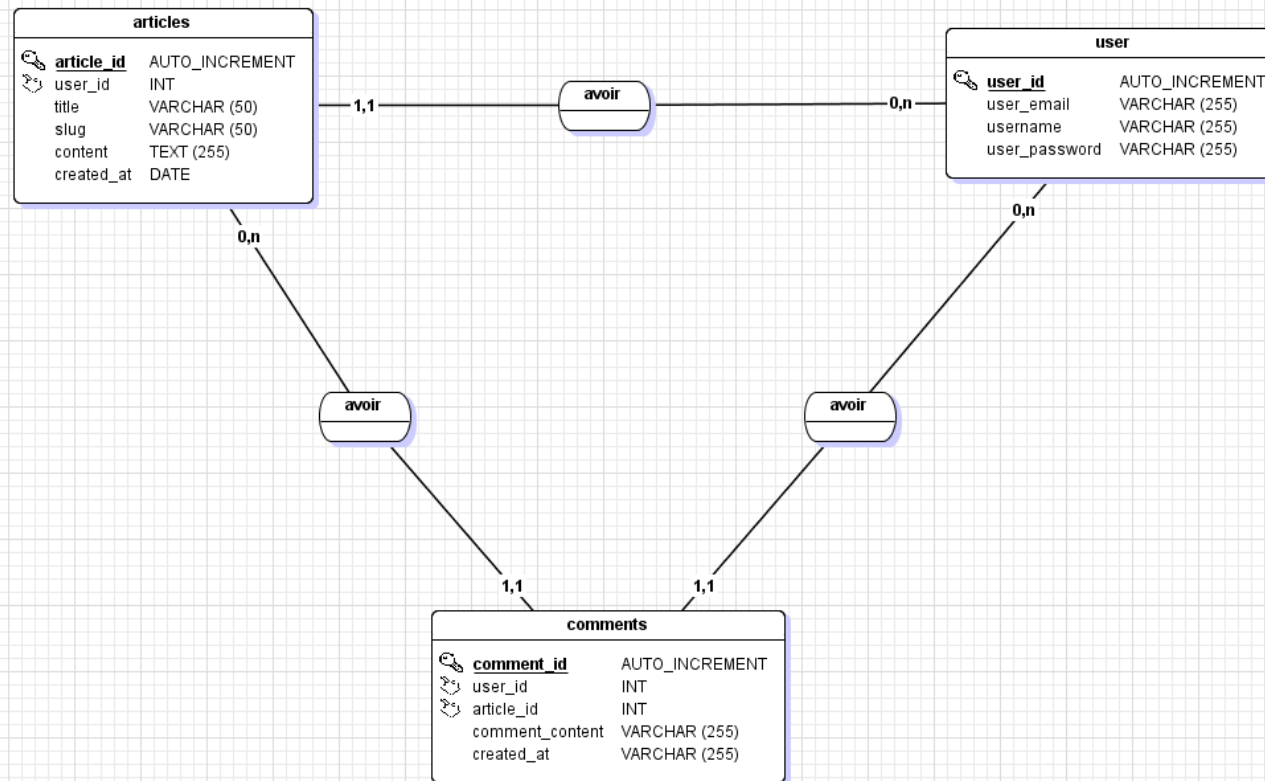 articles
article_id AUTO_INCREMENT
user_id INT
title VARCHAR (50)
slug VARCHAR (50)
content TEXT (255)
created_at DATE
1,1
avoir
0,n
user
user_id AUTO_INCREMENT
user_email VARCHAR (255)
username VARCHAR (255)
user_password VARCHAR (255)
0,n
0,n
avoir
avoir
1,1
1,1
comments
comment_id AUTO_INCREMENT
user_id INT
article_id INT
comment_content VARCHAR (255)
created_at VARCHAR (255)